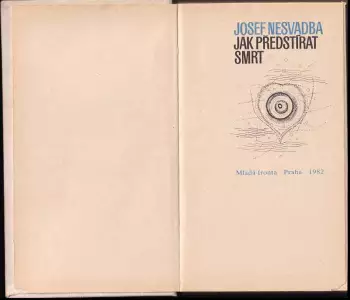 JOSEF NESVADBA
JAK PŘEDSTÍRAT
SMRT
Mladá fronta Praha 1982